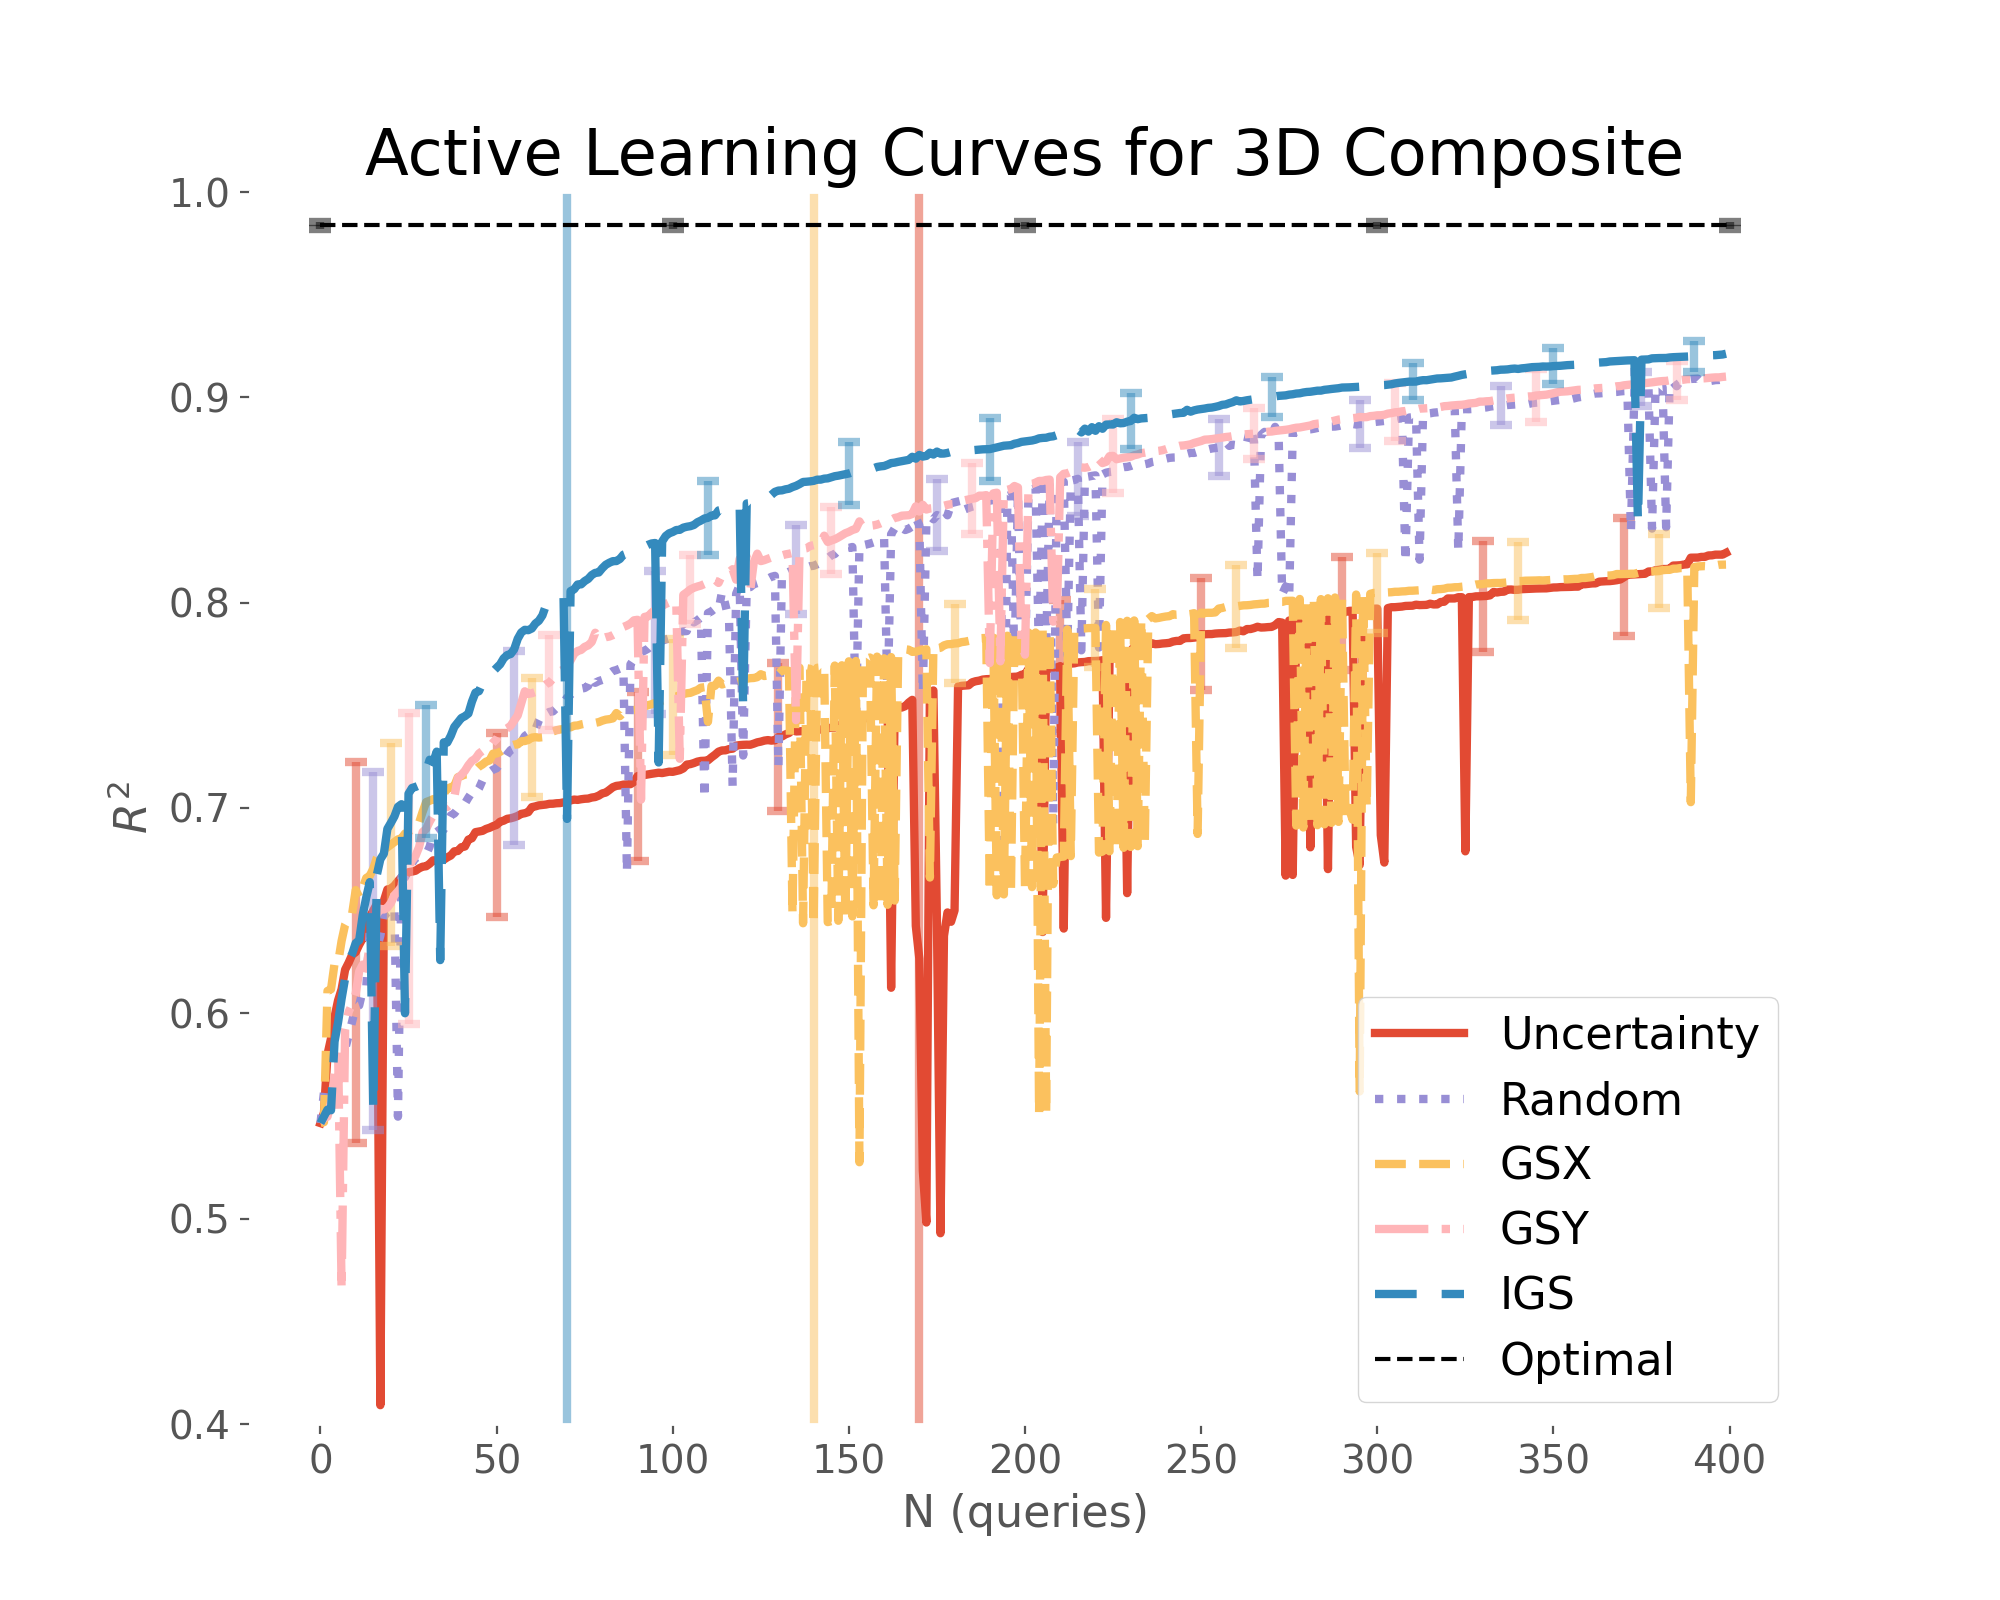 Active Learning Curves for 3D Composite
1.0
0.9
0.8
0.7
0.6
0.5
0.4
R²
0 50 100 150 200 250 300 350 400
N (queries)
Uncertainty
Random
GSX
GSY
IGS
Optimal